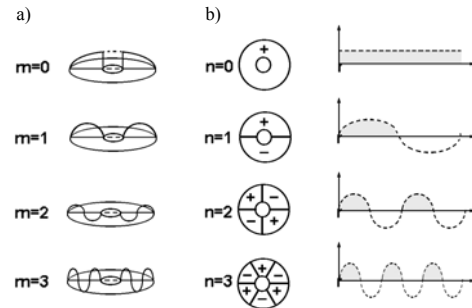 a) b)
m=0 n=0 +
m=1 n=1 +
−
m=2 n=2 + −
− +
m=3 n=3 − + −
+ − +